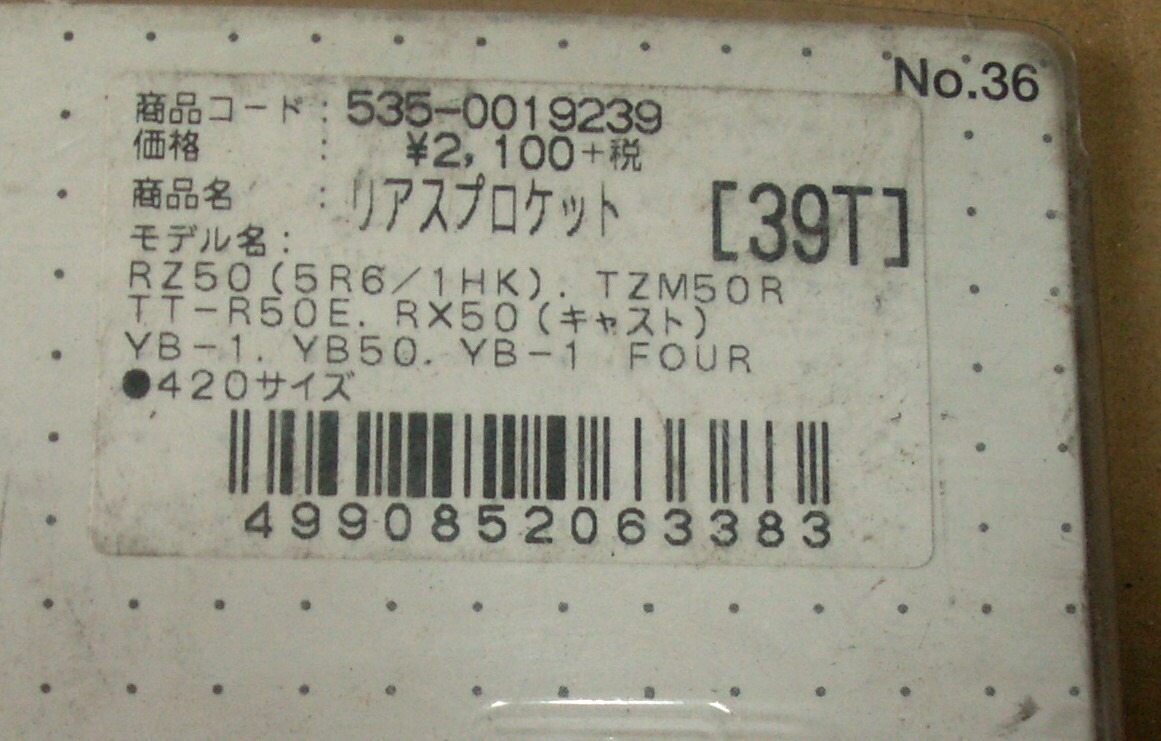 No.36
商品コード : 535-0019239
価格 : ¥2,100+税
商品名 : リアスプロケット [39T]
モデル名:
RZ50(5R6/1HK). TZM50R
TT-R50E. RX50(キャスト)
YB-1. YB50. YB-1 FOUR
●420サイズ
4990852063383